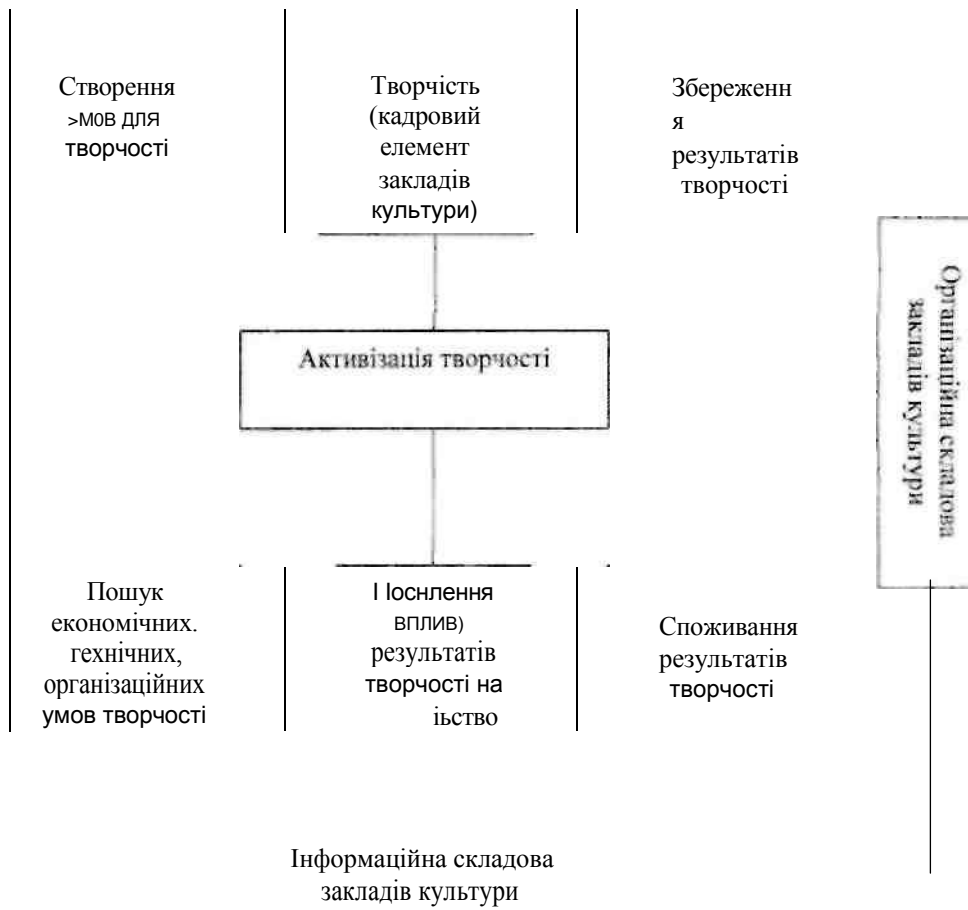 Створення
>МОВ ДЛЯ
творчості
Творчість
(кадровий
елемент
закладів
культури)
Збереженн
я
результатів
творчості
Активізація творчості
Організаційна складова
закладів культури
Пошук
економічних.
гехнічних,
організаційних
умов творчості
І Іоснлення
ВПЛИВ)
результатів
творчості на
іьство
Споживання
результатів
творчості
Інформаційна складова
закладів культури